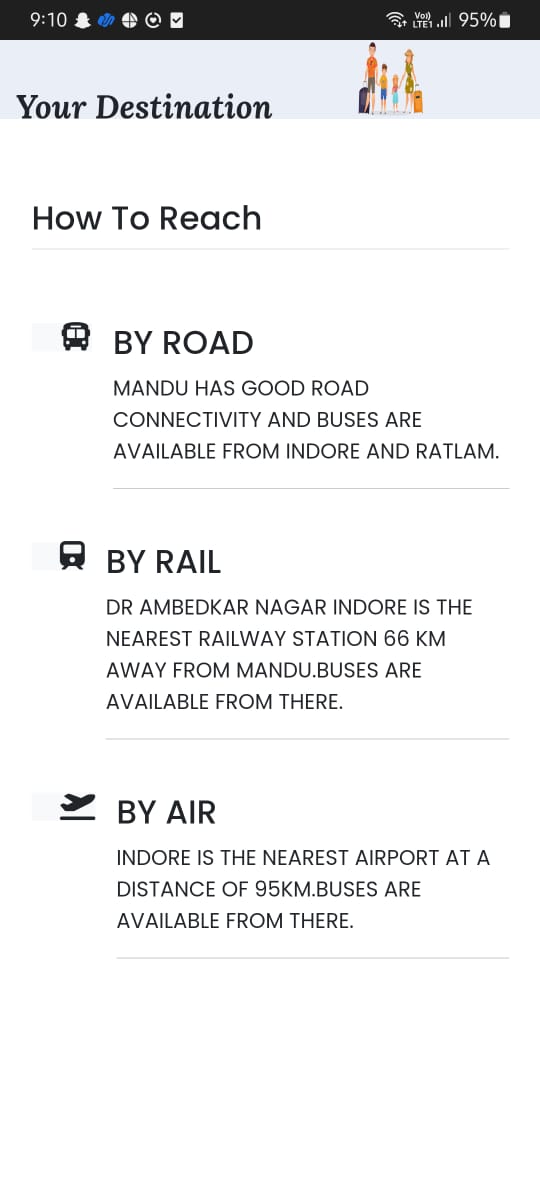 9:10
Vo))
LTE1
95%
Your Destination
How To Reach
BY ROAD
MANDU HAS GOOD ROAD
CONNECTIVITY AND BUSES ARE
AVAILABLE FROM INDORE AND RATLAM.
BY RAIL
DR AMBEDKAR NAGAR INDORE IS THE
NEAREST RAILWAY STATION 66 KM
AWAY FROM MANDU.BUSES ARE
AVAILABLE FROM THERE.
BY AIR
INDORE IS THE NEAREST AIRPORT AT A
DISTANCE OF 95KM.BUSES ARE
AVAILABLE FROM THERE.